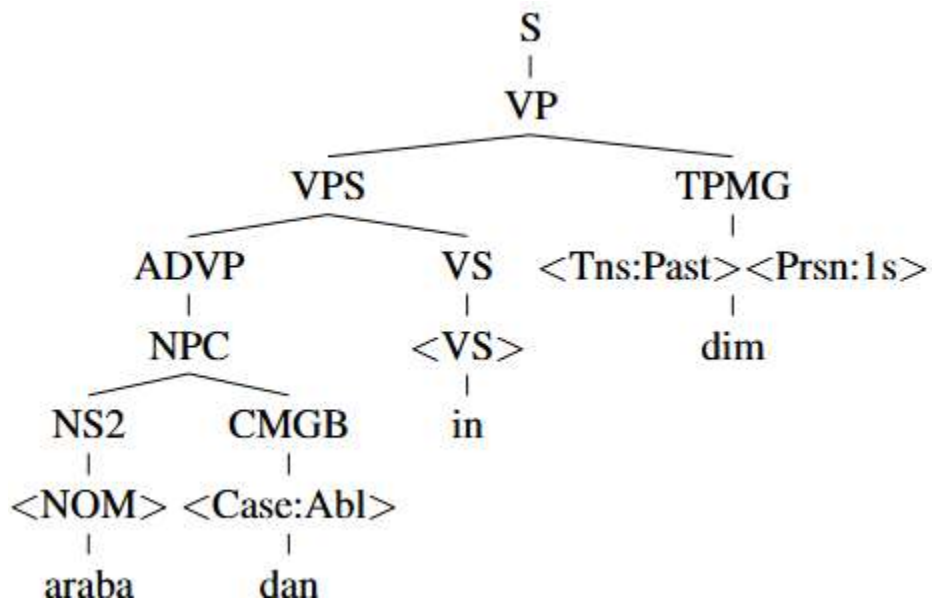 S
VP
VPS TPMG
ADVP VS <Tns:Past><Prsn:1s>
NPC <VS> dim
NS2 CMGB in
<NOM> <Case:Abl>
araba dan